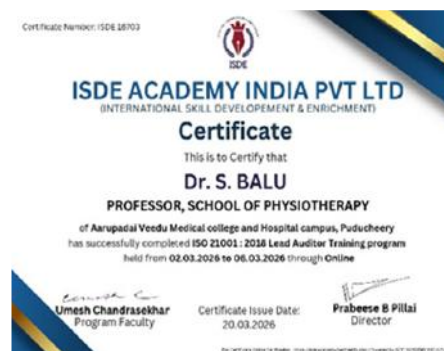 Certificate Number: ISDE 18703
ISDE
ISDE ACADEMY INDIA PVT LTD
(INTERNATIONAL SKILL DEVELOPEMENT & ENRICHMENT)
Certificate
This is to Certify that
Dr. S. BALU
PROFESSOR, SCHOOL OF PHYSIOTHERAPY
of Aarupadai Veedu Medical college and Hospital campus, Puducheery
has successfully completed ISO 21001 : 2018 Lead Auditor Training program
held from 02.03.2026 to 06.03.2026 through Online
Umesh Chandrasekhar
Program Faculty
Certificate Issue Date:
20.03.2026
Prabeese B Pillai
Director